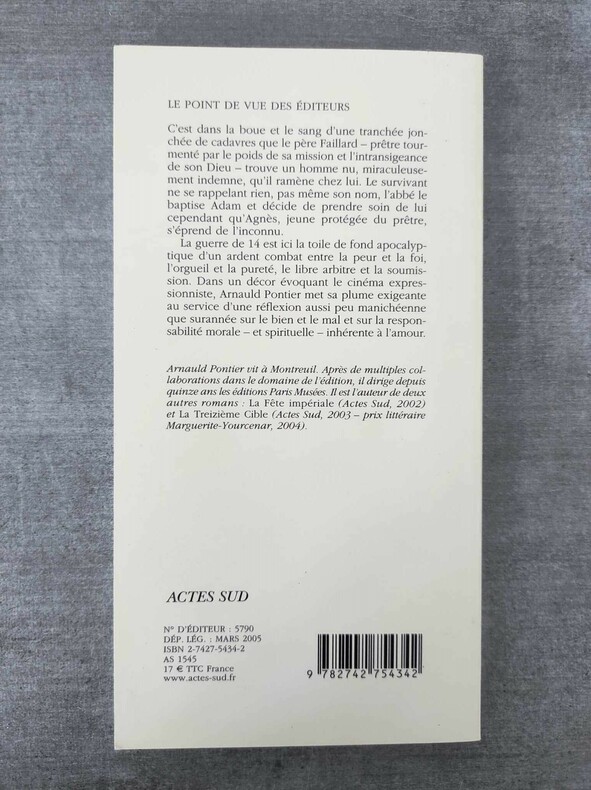 LE POINT DE VUE DES ÉDITEURS
C'est dans la boue et le sang d'une tranchée jon-
chée de cadavres que le père Faillard – prêtre tour-
menté par le poids de sa mission et l'intransigeance
de son Dieu – trouve un homme nu, miraculeuse-
ment indemne, qu'il ramène chez lui. Le survivant
ne se rappelant rien, pas même son nom, l'abbé le
baptise Adam et décide de prendre soin de lui
cependant qu'Agnès, jeune protégée du prêtre,
s'éprend de l'inconnu.
La guerre de 14 est ici la toile de fond apocalyp-
tique d'un ardent combat entre la peur et la foi,
l'orgueil et la pureté, le libre arbitre et la soumis-
sion. Dans un décor évoquant le cinéma expres-
sionniste, Arnauld Pontier met sa plume exigeante
au service d'une réflexion aussi peu manichéenne
que surannée sur le bien et le mal et sur la respon-
sabilité morale – et spirituelle – inhérente à l'amour.
Arnauld Pontier vit à Montreuil. Après de multiples col-
laborations dans le domaine de l'édition, il dirige depuis
quinze ans les éditions Paris Musées. Il est l'auteur de deux
autres romans : La Fête impériale (Actes Sud, 2002)
et La Treizième Cible (Actes Sud, 2003 – prix littéraire
Marguerite-Yourcenar, 2004).
ACTES SUD
N° D'ÉDITEUR : 5790
DÉP. LÉG. : MARS 2005
ISBN 2-7427-5434-2
AS 1545
17 € TTC France
www.actes-sud.fr
9 782742 754342